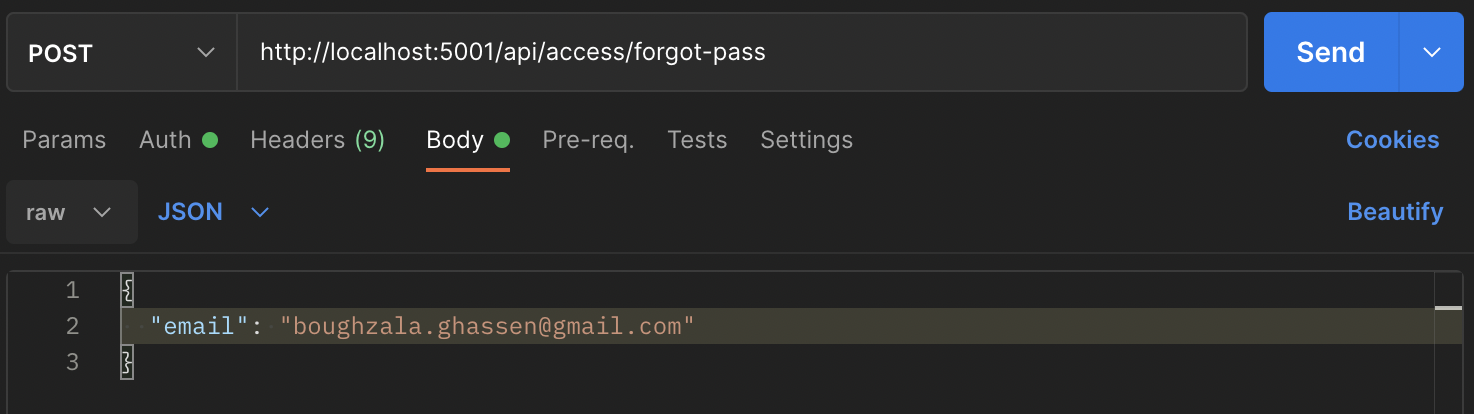 POST http://localhost:5001/api/access/forgot-pass Send
Params Auth Headers (9) Body Pre-req. Tests Settings Cookies
raw JSON Beautify
1 {
2 "email": "boughzala.ghassen@gmail.com"
3 }